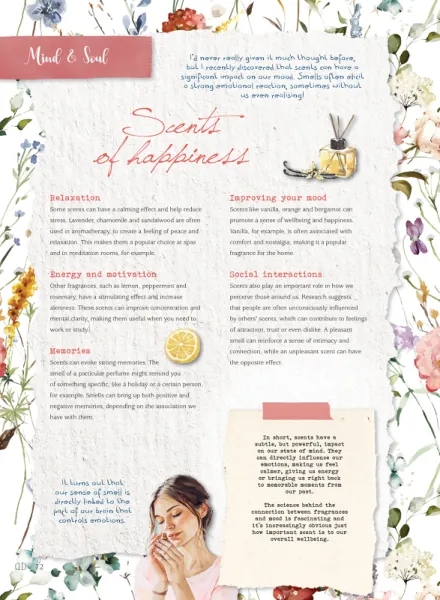 Mind & Soul
I'd never really given it much thought before,
but I recently discovered that scents can have a
significant impact on our mood. Smells often elicit
a strong emotional reaction, sometimes without
us even realising!
Scents
of happiness
Relaxation
Some scents can have a calming effect and help reduce
stress. Lavender, chamomile and sandalwood are often
used in aromatherapy, to create a feeling of peace and
relaxation. This makes them a popular choice at spas
and in meditation rooms, for example.
Energy and motivation
Other fragrances, such as lemon, peppermint and
rosemary, have a stimulating effect and increase
alertness. These scents can improve concentration and
mental clarity, making them useful when you need to
work or study.
Memories
Scents can evoke strong memories. The
smell of a particular perfume might remind you
of something specific, like a holiday or a certain person,
for example. Smells can bring up both positive and
negative memories, depending on the association we
have with them.
Improving your mood
Scents like vanilla, orange and bergamot can
promote a sense of wellbeing and happiness.
Vanilla, for example, is often associated with
comfort and nostalgia, making it a popular
fragrance for the home.
Social interactions
Scents also play an important role in how we
perceive those around us. Research suggests
that people are often unconsciously influenced
by others' scents, which can contribute to feelings
of attraction, trust or even dislike. A pleasant
smell can reinforce a sense of intimacy and
connection, while an unpleasant scent can have
the opposite effect.
It turns out that
our sense of smell is
directly linked to the
part of our brain that
controls emotions.
In short, scents have a
subtle, but powerful, impact
on our state of mind. They
can directly influence our
emotions, making us feel
calmer, giving us energy
or bringing us right back
to memorable moments from
our past.
The science behind the
connection between fragrances
and mood is fascinating and
it's increasingly obvious just
how important scent is to our
overall wellbeing.
72